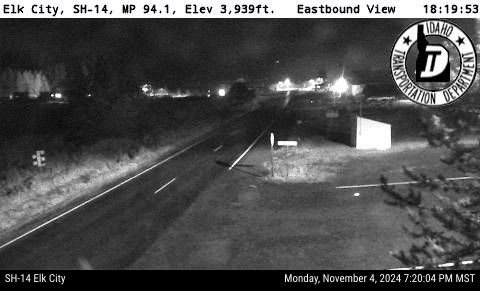 Elk City, SH-14, MP 94.1, Elev 3,939ft.   Eastbound View   18:19:53
IDAHO
TRANSPORTATION DEPARTMENT
SH-14 Elk City   Monday, November 4, 2024 7:20:04 PM MST